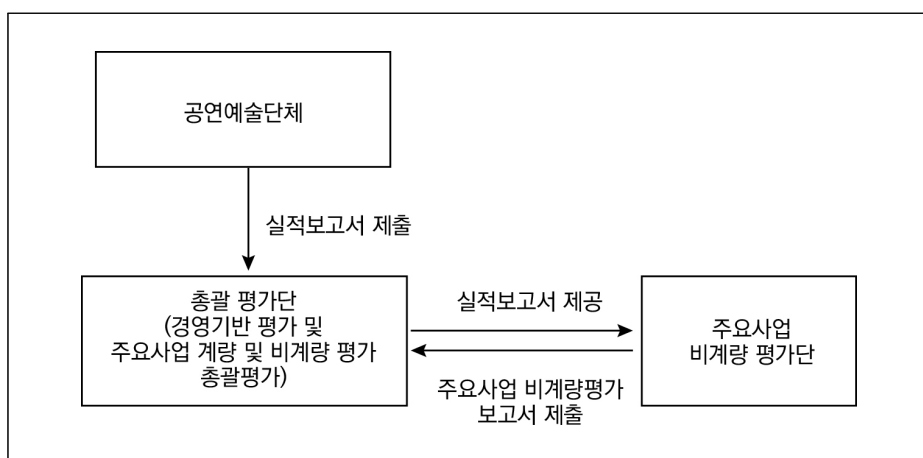 공연예술단체
실적보고서 제출
총괄 평가단
(경영기반 평가 및
주요사업 계량 및 비계량 평가
총괄평가)
실적보고서 제공
주요사업 비계량평가
보고서 제출
주요사업
비계량 평가단